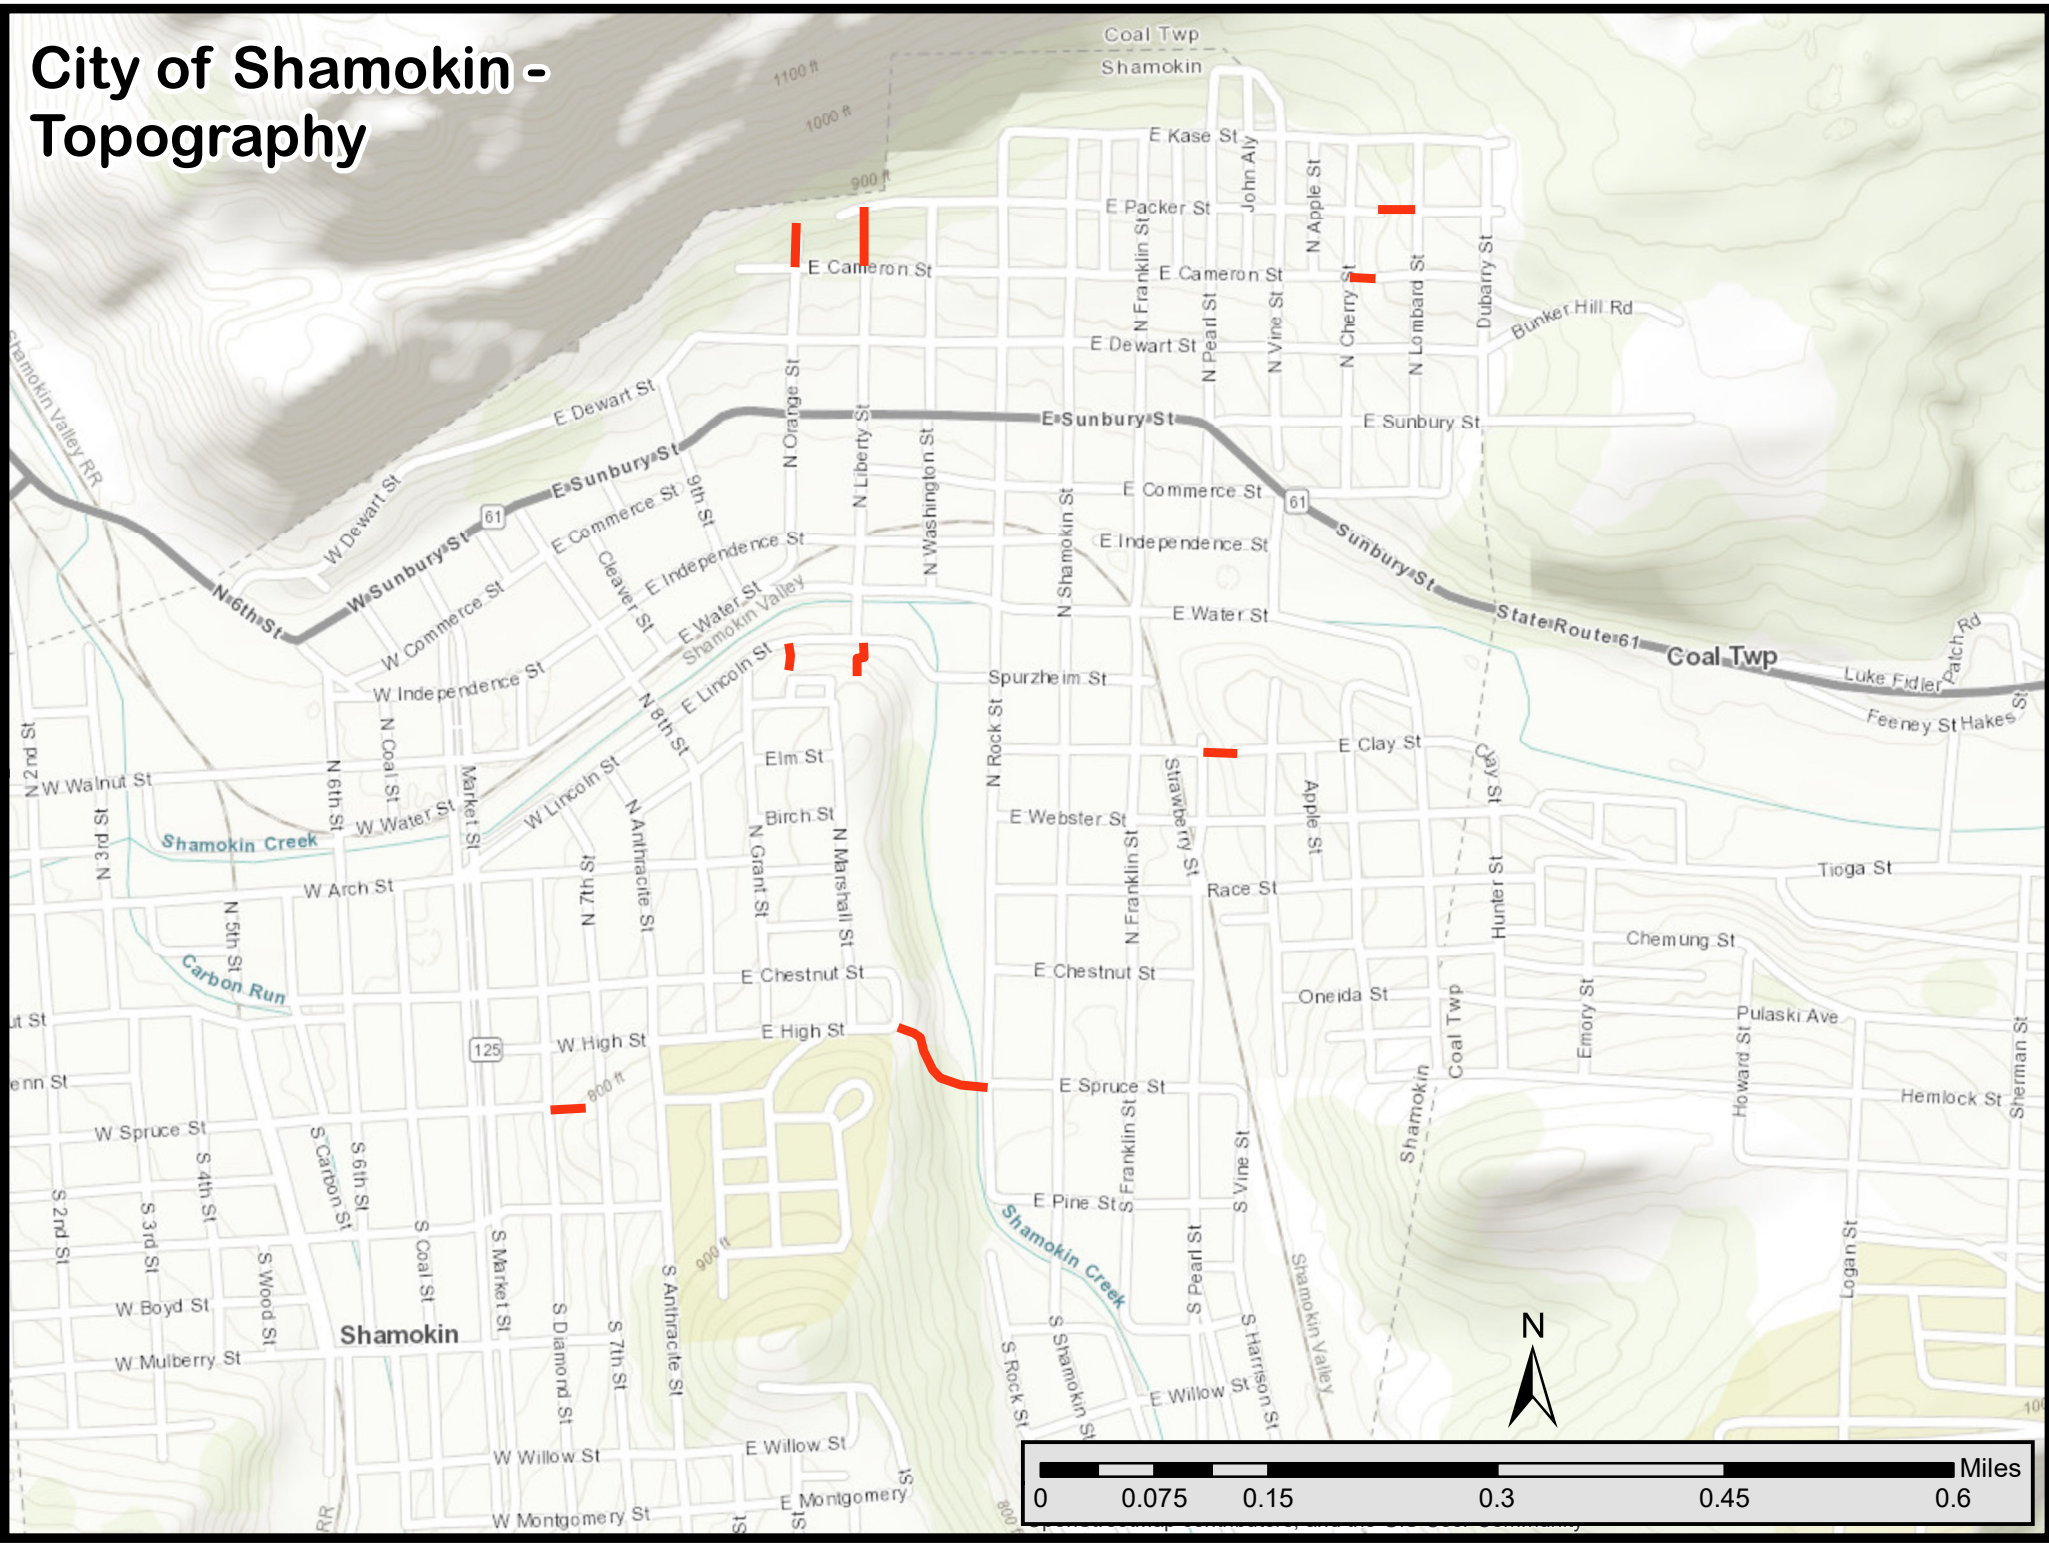 City of Shamokin -
Topography
Coal Twp
Shamokin
1100 ft
1000 ft
900 ft
E Kase St
John Aly
N Apple St
E Packer St
N Franklin St
E Cameron St
E Cameron St
N Cherry St
N Lombard St
Dubarry St
Bunker Hill Rd
N Pearl St
N Vine St
E Dewart St
Shamokin Valley RR
E Dewart St
N Orange St
E Sunbury St
E Sunbury St
N Liberty St
N Washington St
E Sunbury St
W Dewart St
9th St
E Commerce St
E Commerce St
61
61
N Shamokin St
W Sunbury St
E Independence St
E Independence St
Sunbury St
Cleaver St
N 6th St
E Water St
Shamokin Valley
E Water St
State Route 61
Coal Twp
Patch Rd
W Commerce St
E Lincoln St
Spurzheim St
Luke Fidler
W Independence St
Feeney St
Hakes St
N 8th St
N Rock St
N Coal St
N 2nd St
Elm St
E Clay St
Clay St
W Walnut St
N 6th St
Market St
W Lincoln St
Strawberry St
Apple St
W Water St
Birch St
E Webster St
N 3rd St
Shamokin Creek
N Anthracite St
N Grant St
N Marshall St
N Franklin St
Tioga St
W Arch St
N 7th St
Race St
Hunter St
N 5th St
Chemung St
Carbon Run
E Chestnut St
E Chestnut St
Oneida St
Emory St
ut St
Pulaski Ave
E High St
W High St
125
Coal Twp
Howard St
Sherman St
enn St
800 ft
E Spruce St
Hemlock St
W Spruce St
Shamokin
S Franklin St
S Carbon St
S 6th St
S 4th St
S Vine St
E Pine St
S 2nd St
S 3rd St
Shamokin Creek
900 ft
S Coal St
S Market St
S Pearl St
Logan St
S Wood St
Shamokin Valley
W Boyd St
S Anthracite St
S Diamond St
S 7th St
N
Shamokin
S Rock St
S Shamokin St
S Harrison St
W Mulberry St
E Willow St
100
E Willow St
W Willow St
St
E Montgomery
W Montgomery St
RR
St
St
800 f
Miles
0
0.075
0.15
0.3
0.45
0.6